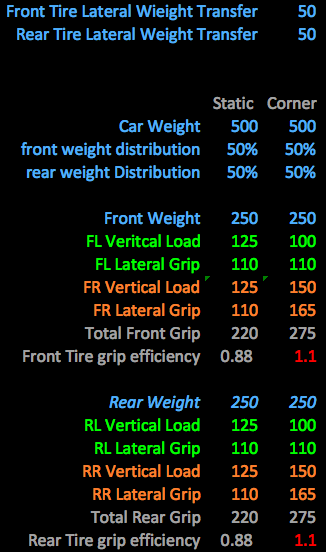 Front Tire Lateral Wieight Transfer 50
Rear Tire Lateral Weight Transfer 50
Static Corner
Car Weight 500 500
front weight distribution 50% 50%
rear weight Distribution 50% 50%
Front Weight 250 250
FL Veritcal Load 125 100
FL Lateral Grip 110 110
FR Vertical Load 125 150
FR Lateral Grip 110 165
Total Front Grip 220 275
Front Tire grip efficiency 0.88 1.1
Rear Weight 250 250
RL Vertical Load 125 100
RL Lateral Grip 110 110
RR Vertical Load 125 150
RR Lateral Grip 110 165
Total Rear Grip 220 275
Rear Tire grip efficiency 0.88 1.1